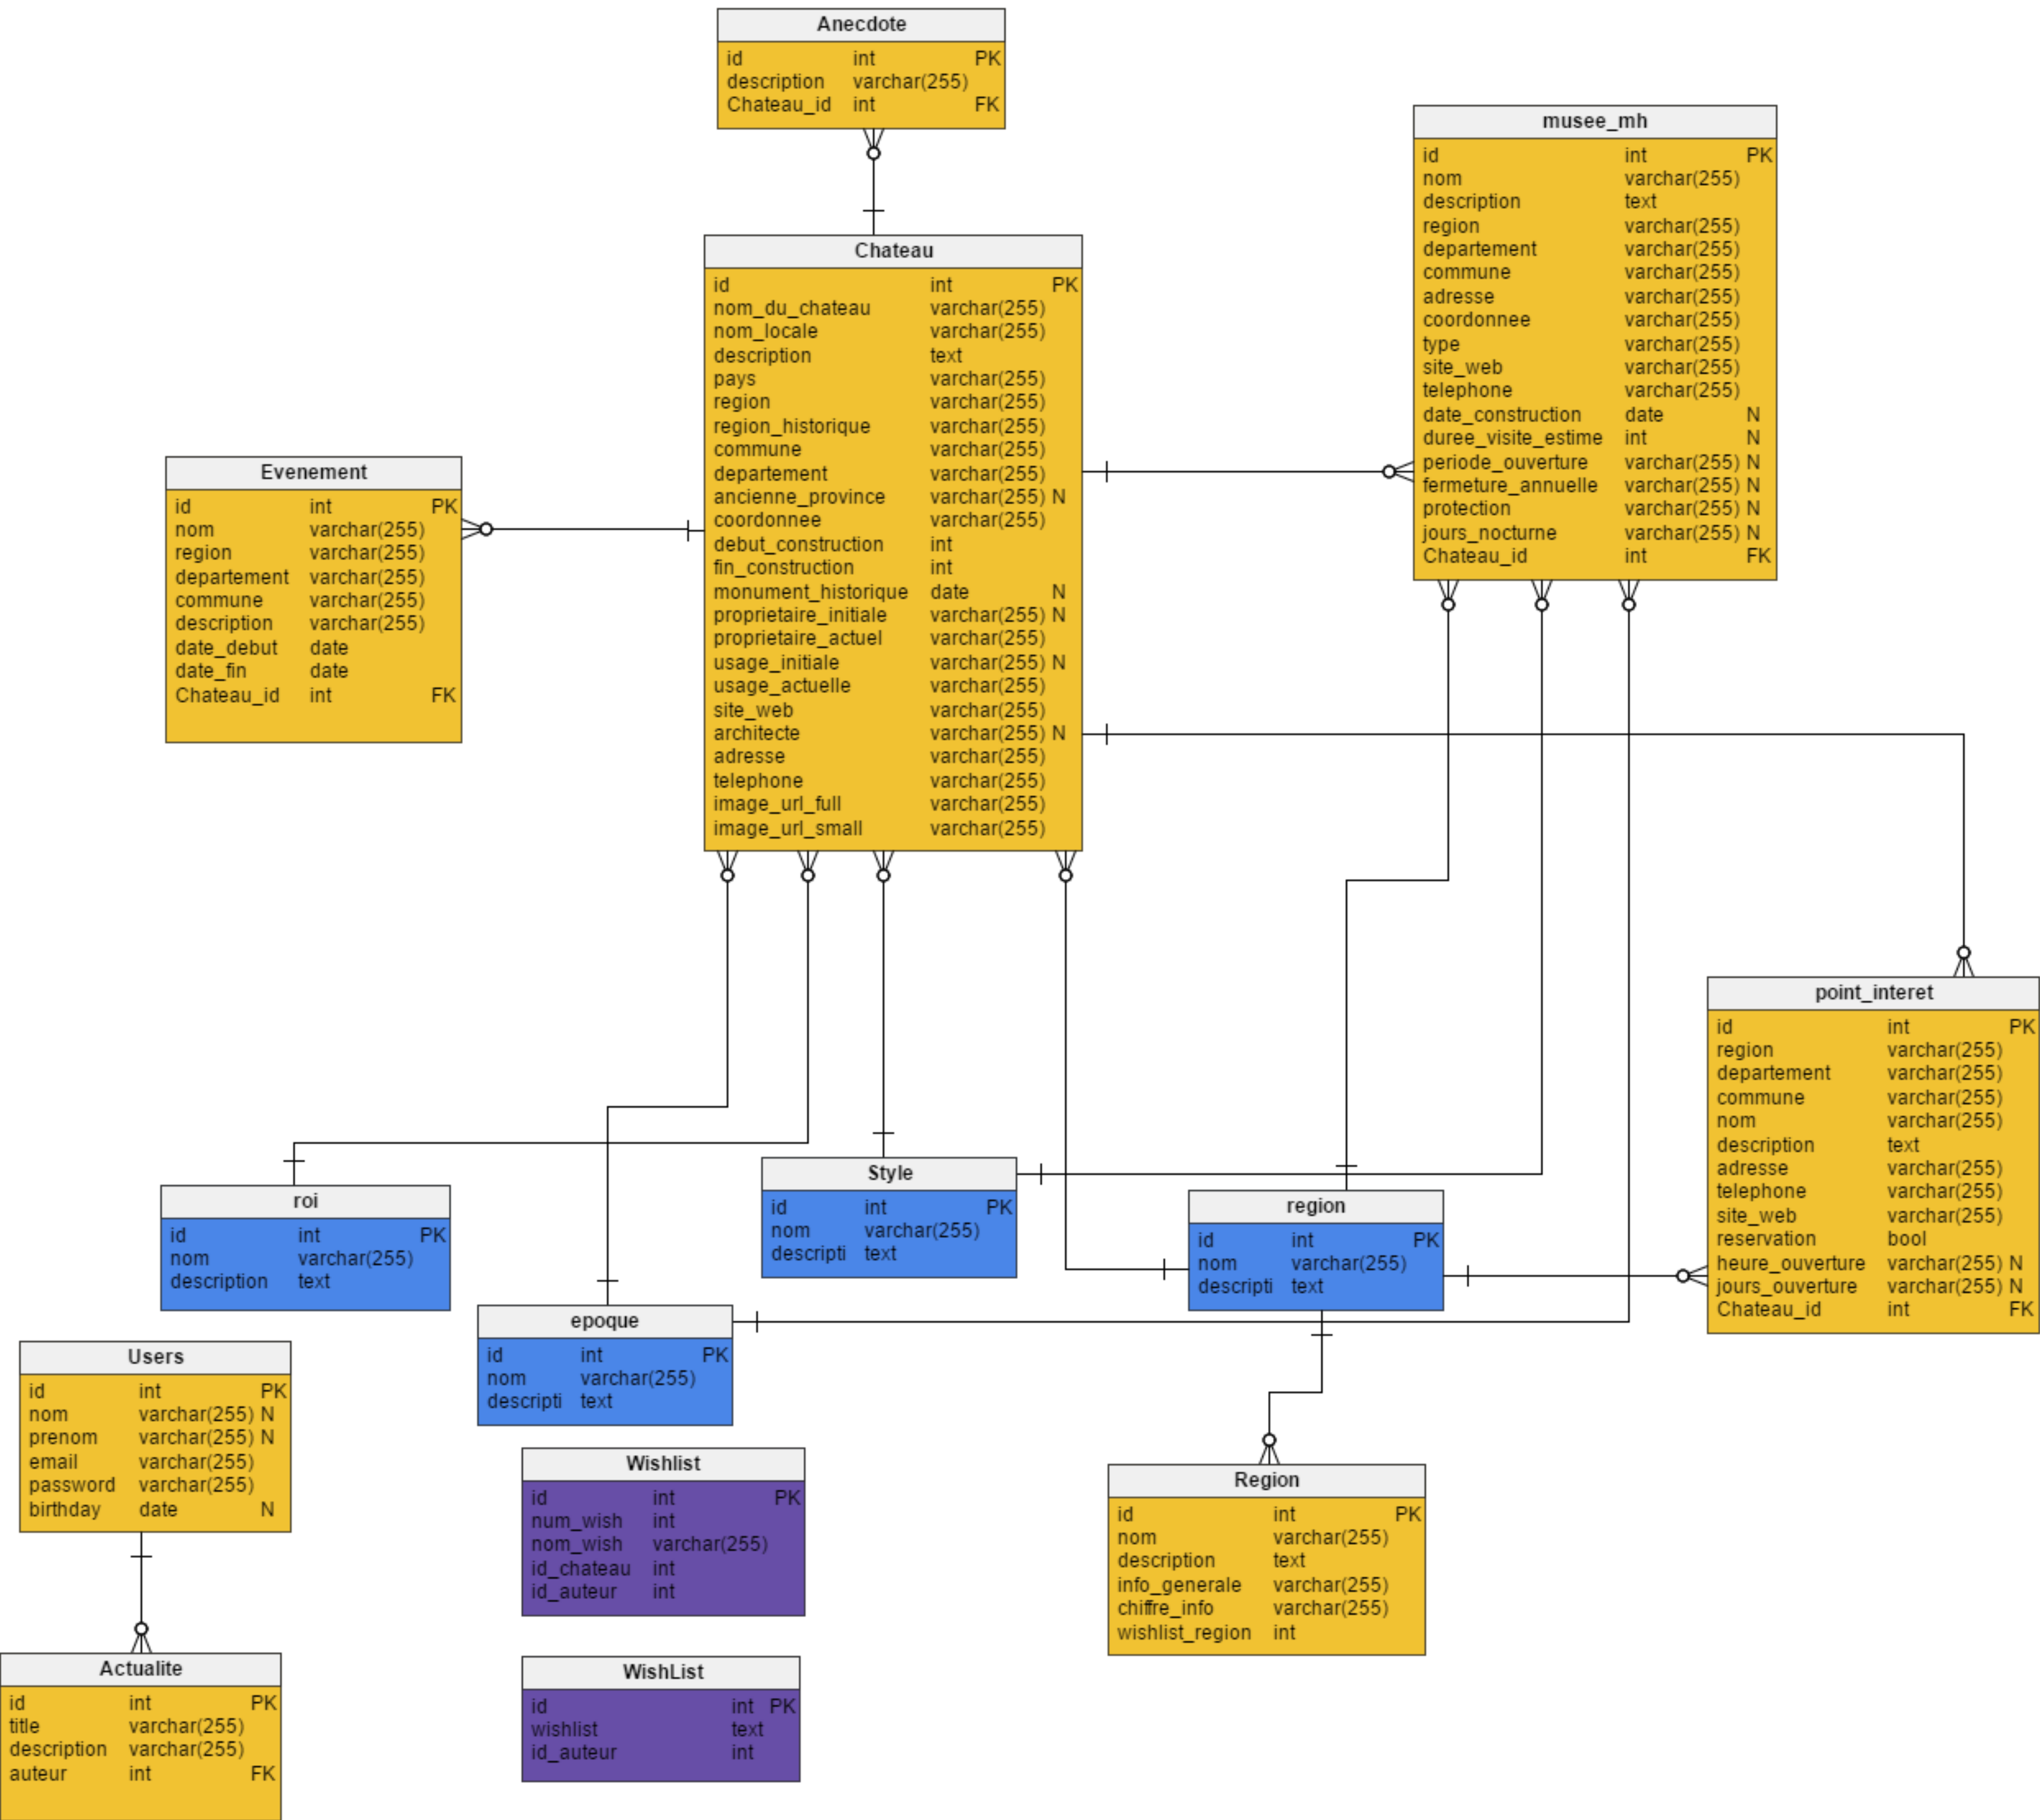 Anecdote
id int PK
description varchar(255)
Chateau_id int FK
musee_mh
id int PK
nom varchar(255)
description text
region varchar(255)
departement varchar(255)
commune varchar(255)
adresse varchar(255)
coordonnee varchar(255)
type varchar(255)
site_web varchar(255)
telephone varchar(255)
date_construction date N
duree_visite_estime int N
periode_ouverture varchar(255) N
fermeture_annuelle varchar(255) N
protection varchar(255) N
jours_nocturne varchar(255) N
Chateau_id int FK
Chateau
id int PK
nom_du_chateau varchar(255)
nom_locale varchar(255)
description text
pays varchar(255)
region varchar(255)
region_historique varchar(255)
commune varchar(255)
departement varchar(255)
ancienne_province varchar(255) N
coordonnee varchar(255)
debut_construction int
fin_construction int
monument_historique date N
proprietaire_initiale varchar(255) N
proprietaire_actuel varchar(255)
usage_initiale varchar(255) N
usage_actuelle varchar(255)
site_web varchar(255)
architecte varchar(255) N
adresse varchar(255)
telephone varchar(255)
image_url_full varchar(255)
image_url_small varchar(255)
Evenement
id int PK
nom varchar(255)
region varchar(255)
departement varchar(255)
commune varchar(255)
description varchar(255)
date_debut date
date_fin date
Chateau_id int FK
point_interet
id int PK
region varchar(255)
departement varchar(255)
commune varchar(255)
nom varchar(255)
description text
adresse varchar(255)
telephone varchar(255)
site_web varchar(255)
reservation bool
heure_ouverture varchar(255) N
jours_ouverture varchar(255) N
Chateau_id int FK
roi
id int PK
nom varchar(255)
description text
Style
id int PK
nom varchar(255)
descripti text
region
id int PK
nom varchar(255)
descripti text
epoque
id int PK
nom varchar(255)
descripti text
Users
id int PK
nom varchar(255) N
prenom varchar(255) N
email varchar(255)
password varchar(255)
birthday date N
Wishlist
id int PK
num_wish int
nom_wish varchar(255)
id_chateau int
id_auteur int
Region
id int PK
nom varchar(255)
description text
info_generale varchar(255)
chiffre_info varchar(255)
wishlist_region int
Actualite
id int PK
title varchar(255)
description varchar(255)
auteur int FK
WishList
id int PK
wishlist text
id_auteur int